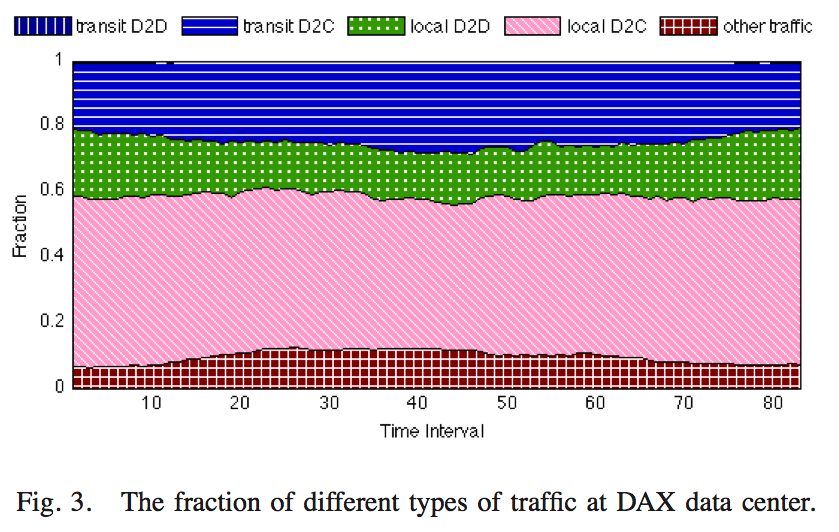 transit D2D transit D2C local D2D local D2C other traffic
1
0.8
0.6
0.4
0.2
0
Fraction
10 20 30 40 50 60 70 80
Time Interval
Fig. 3. The fraction of different types of traffic at DAX data center.